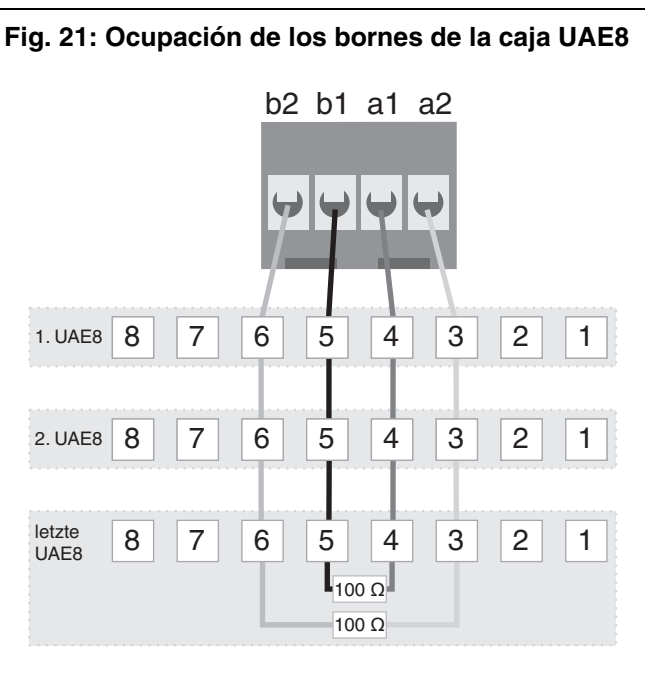 Fig. 21: Ocupación de los bornes de la caja UAE8
b2 b1 a1 a2
1. UAE8 8 7 6 5 4 3 2 1
2. UAE8 8 7 6 5 4 3 2 1
letzte
UAE8 8 7 6 5 4 3 2 1
100 Ω
100 Ω